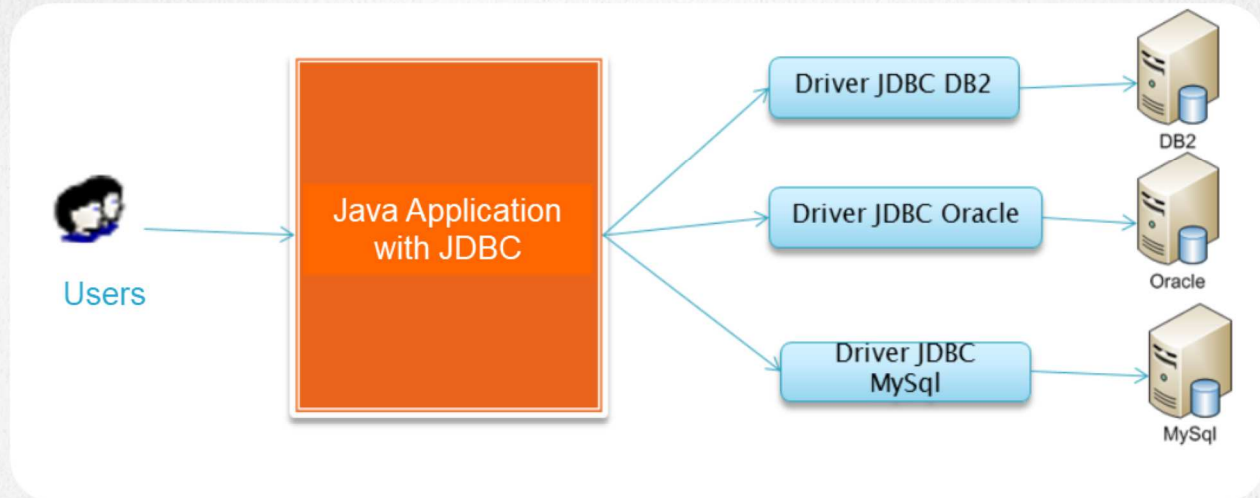 Users
Java Application
with JDBC
Driver JDBC DB2
DB2
Driver JDBC Oracle
Oracle
Driver JDBC
MySql
MySql